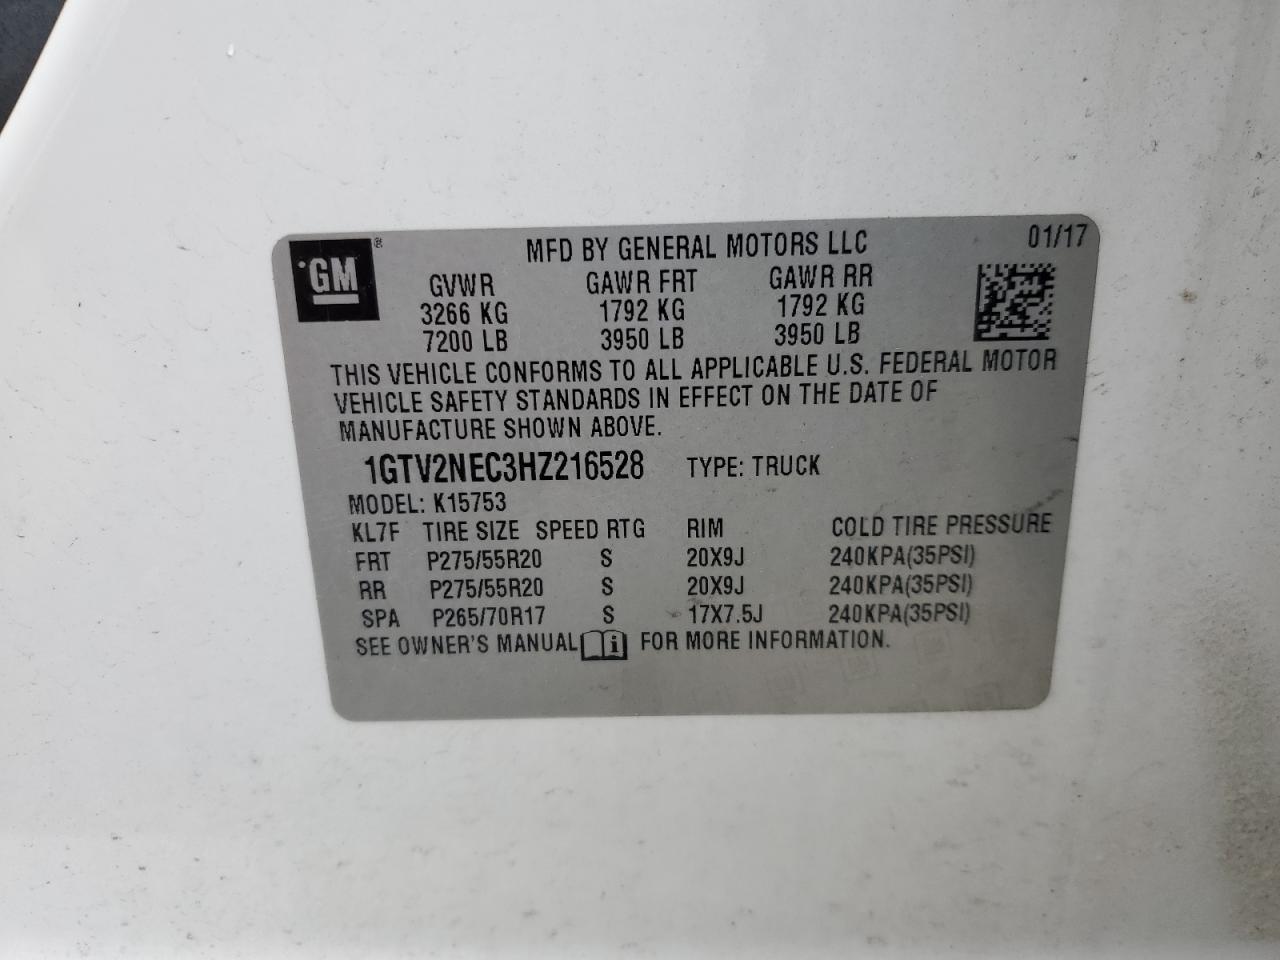 GM® MFD BY GENERAL MOTORS LLC 01/17
GVWR GAWR FRT GAWR RR
3266 KG 1792 KG 1792 KG
7200 LB 3950 LB 3950 LB
THIS VEHICLE CONFORMS TO ALL APPLICABLE U.S. FEDERAL MOTOR
VEHICLE SAFETY STANDARDS IN EFFECT ON THE DATE OF
MANUFACTURE SHOWN ABOVE.
1GTV2NEC3HZ216528 TYPE: TRUCK
MODEL: K15753
KL7F TIRE SIZE SPEED RTG RIM COLD TIRE PRESSURE
FRT P275/55R20 S 20X9J 240KPA(35PSI)
RR P275/55R20 S 20X9J 240KPA(35PSI)
SPA P265/70R17 S 17X7.5J 240KPA(35PSI)
SEE OWNER'S MANUAL i FOR MORE INFORMATION.